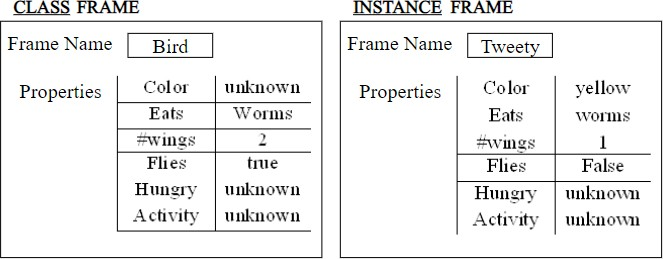 CLASS FRAME
Frame Name Bird
Properties
Color unknown
Eats Worms
#wings 2
Flies true
Hungry unknown
Activity unknown
INSTANCE FRAME
Frame Name Tweety
Properties
Color yellow
Eats worms
#wings 1
Flies False
Hungry unknown
Activity unknown